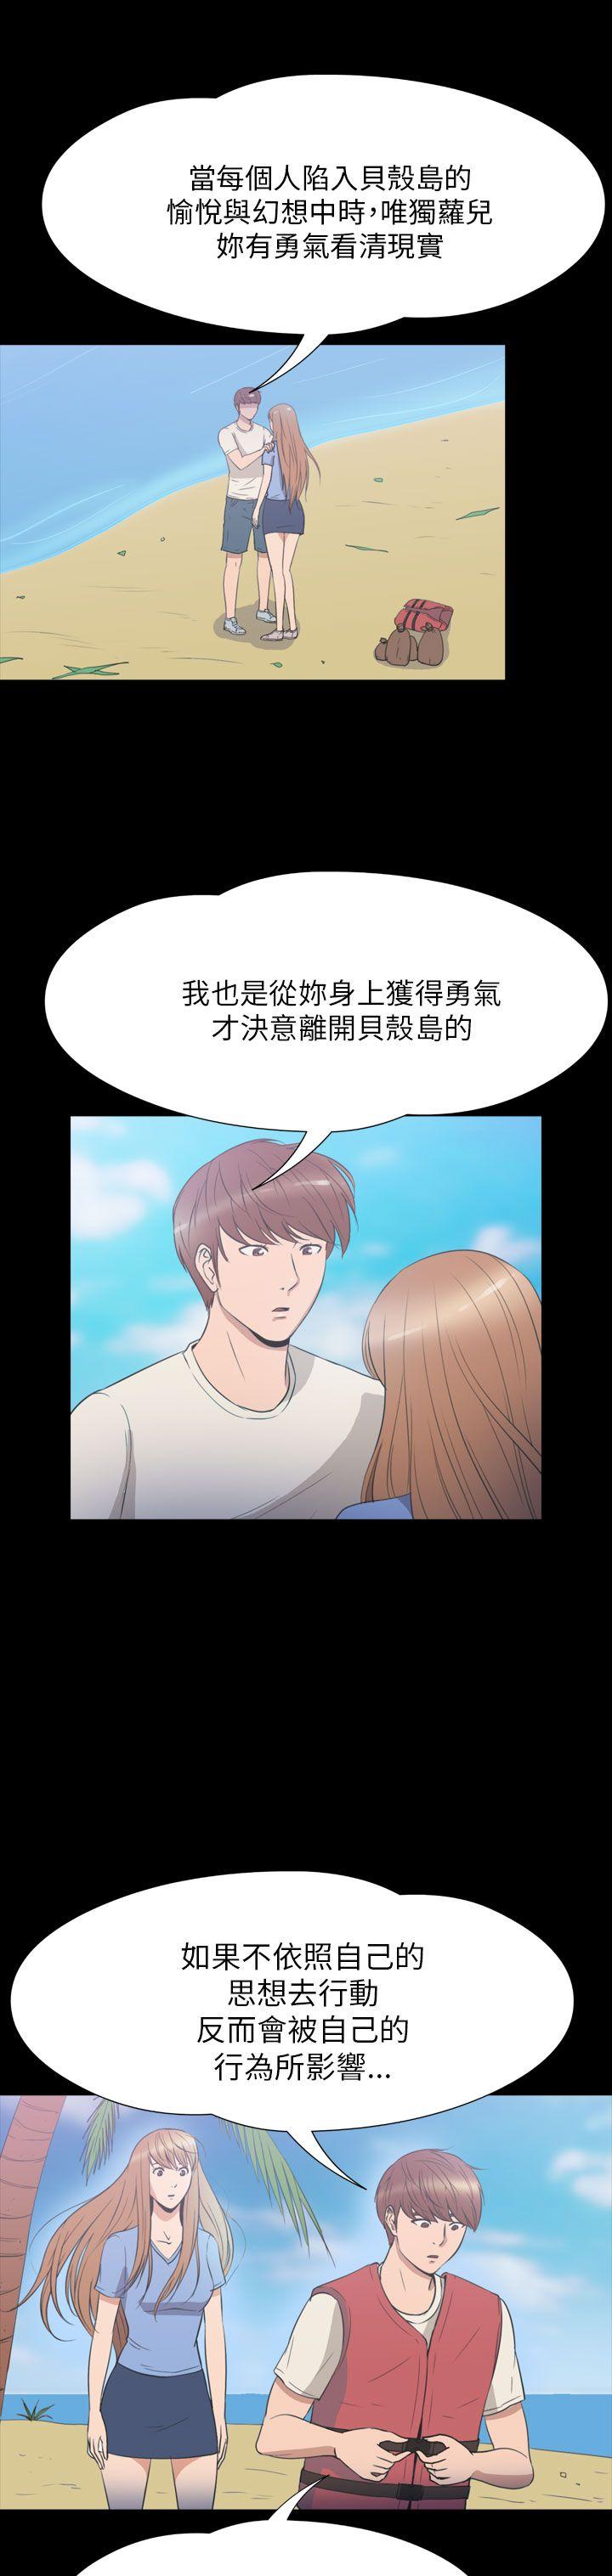 當每個人陷入貝殼島的
愉悅與幻想中時，唯獨蘿兒
妳有勇氣看清現實
我也是從妳身上獲得勇氣
才決意離開貝殼島的
如果不依照自己的
思想去行動
反而會被自己的
行為所影響...